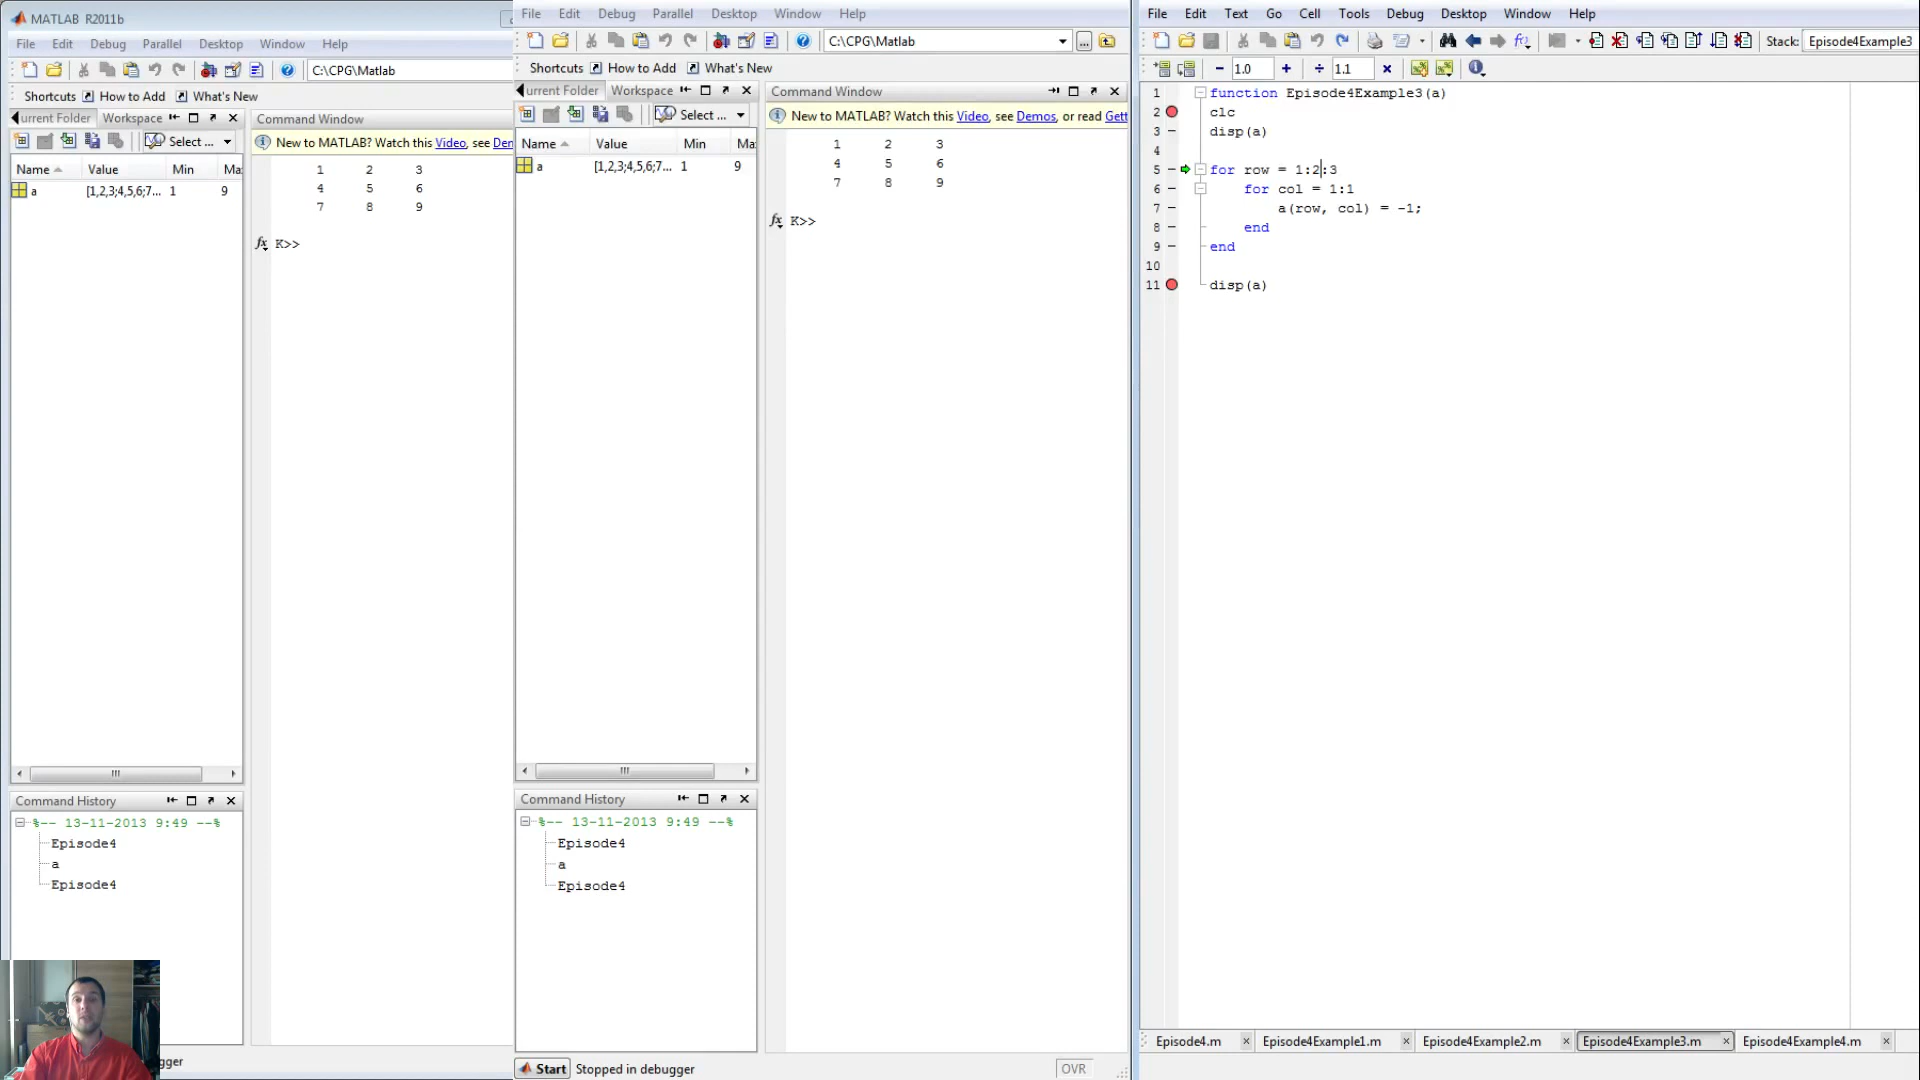 MATLAB R2011b
File Edit Debug Parallel Desktop Window Help
C:\CPG\Matlab
Shortcuts How to Add What's New
urrent Folder Workspace
Select ...
Name Value Min Ma
a [1,2,3;4,5,6;7... 1 9
Command Window
New to MATLAB? Watch this Video, see Den
1 2 3
4 5 6
7 8 9
fx K>>
Command History
%-- 13-11-2013 9:49 --%
Episode4
a
Episode4
gger
File Edit Debug Parallel Desktop Window Help
C:\CPG\Matlab
Shortcuts How to Add What's New
urrent Folder Workspace
Select ...
Name Value Min Ma
a [1,2,3;4,5,6;7... 1 9
Command Window
New to MATLAB? Watch this Video, see Demos, or read Gett
1 2 3
4 5 6
7 8 9
fx K>>
Command History
%-- 13-11-2013 9:49 --%
Episode4
a
Episode4
Start Stopped in debugger OVR
File Edit Text Go Cell Tools Debug Desktop Window Help
Stack: Episode4Example3
− 1.0 + ÷ 1.1 ×
1 function Episode4Example3(a)
2 clc
3 disp(a)
4
5 for row = 1:2:3
6 for col = 1:1
7 a(row, col) = -1;
8 end
9 end
10
11 disp(a)
Episode4.m Episode4Example1.m Episode4Example2.m Episode4Example3.m Episode4Example4.m